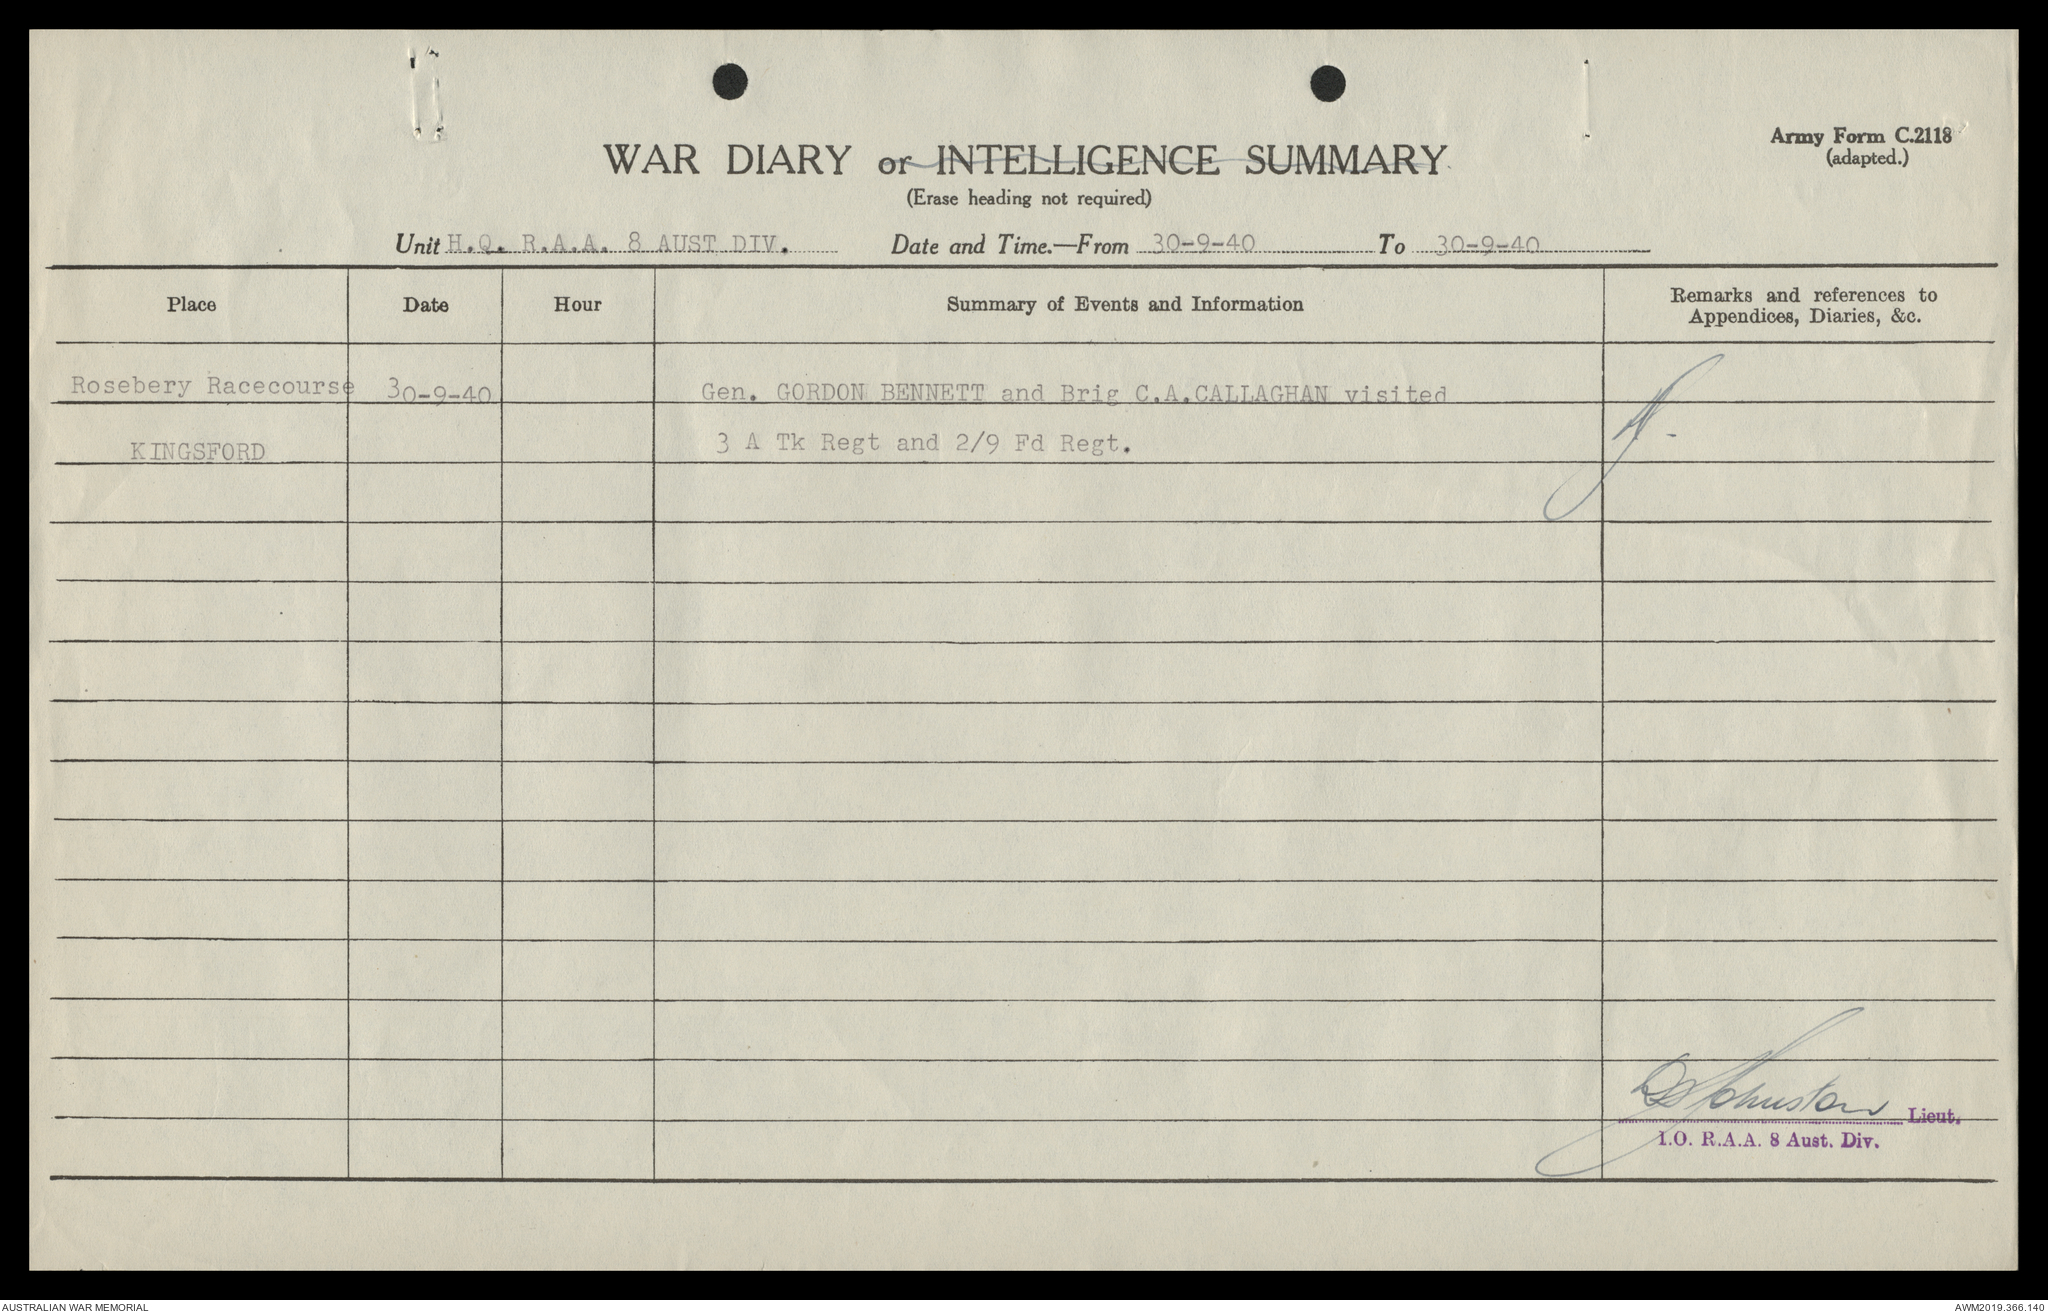 Army Form C.2118
(adapted.)
WAR DIARY or INTELLIGENCE SUMMARY
(Erase heading not required)
Unit H.Q. R.A.A. 8 AUST DIV. Date and Time.—From 30-9-40 To 30-9-40
Place Date Hour Summary of Events and Information Remarks and references to
Appendices, Diaries, &c.
Rosebery Racecourse 30-9-40 Gen. GORDON BENNETT and Brig C.A.CALLAGHAN visited
KINGSFORD 3 A Tk Regt and 2/9 Fd Regt.
Johnston Lieut.
I.O. R.A.A. 8 Aust. Div.
AUSTRALIAN WAR MEMORIAL AWM2019.366.140